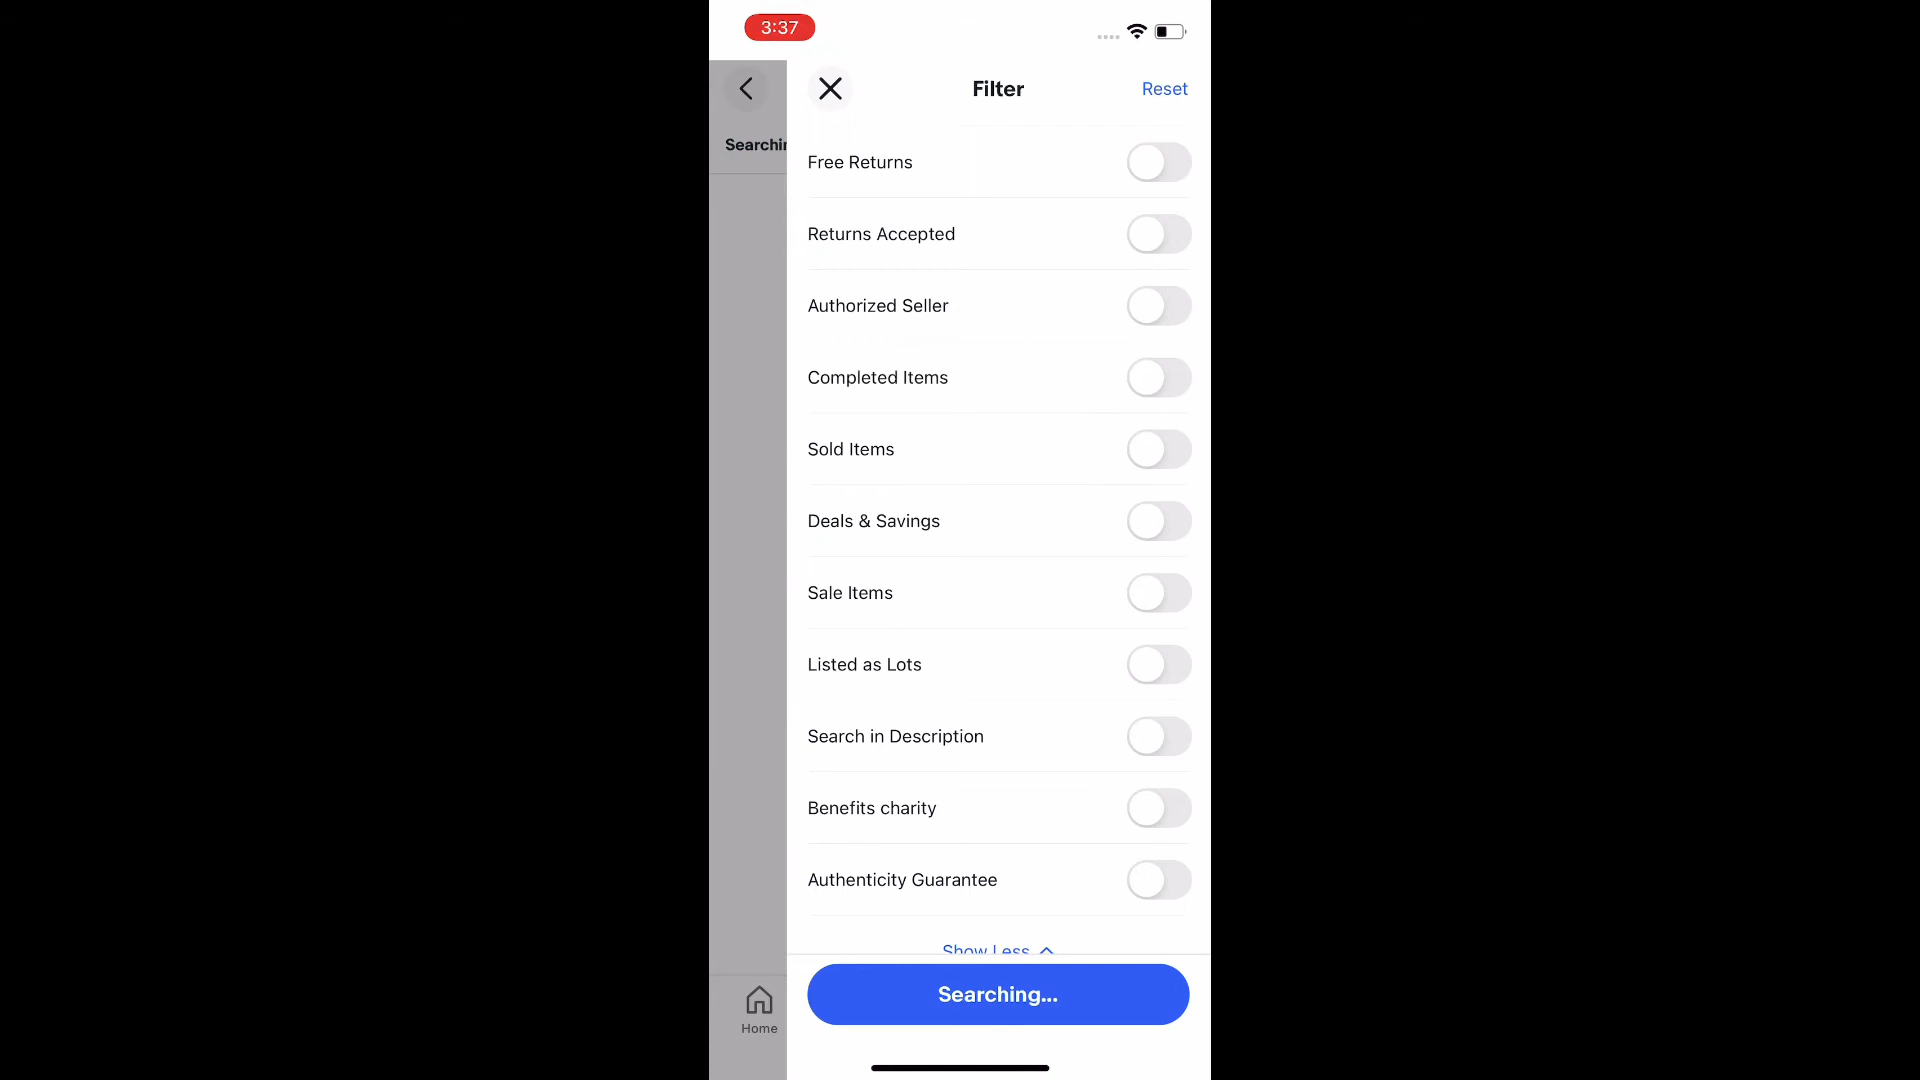 3:37
Filter
Reset
Searchin
Free Returns
Returns Accepted
Authorized Seller
Completed Items
Sold Items
Deals & Savings
Sale Items
Listed as Lots
Search in Description
Benefits charity
Authenticity Guarantee
Show Less
Searching...
Home